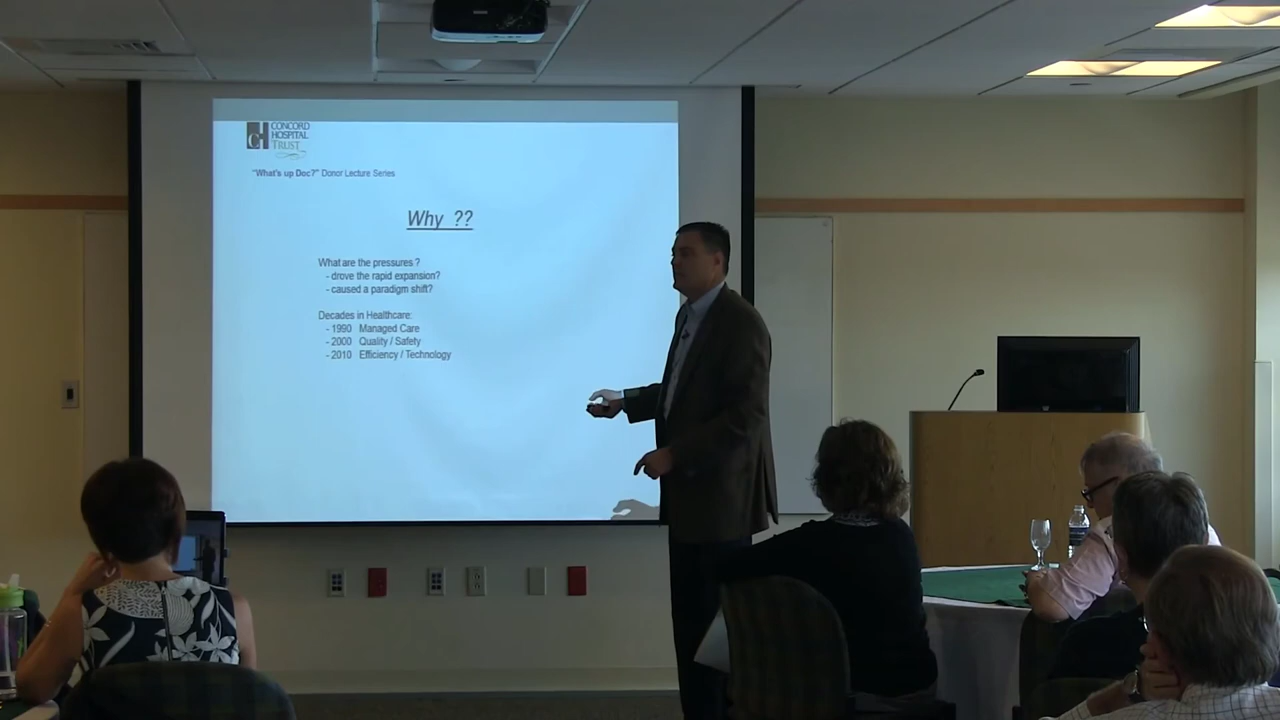 CONCORD
HOSPITAL
TRUST
"What's up Doc?" Donor Lecture Series
Why ??
What are the pressures ?
- drove the rapid expansion?
- caused a paradigm shift?
Decades in Healthcare:
- 1990 Managed Care
- 2000 Quality / Safety
- 2010 Efficiency / Technology